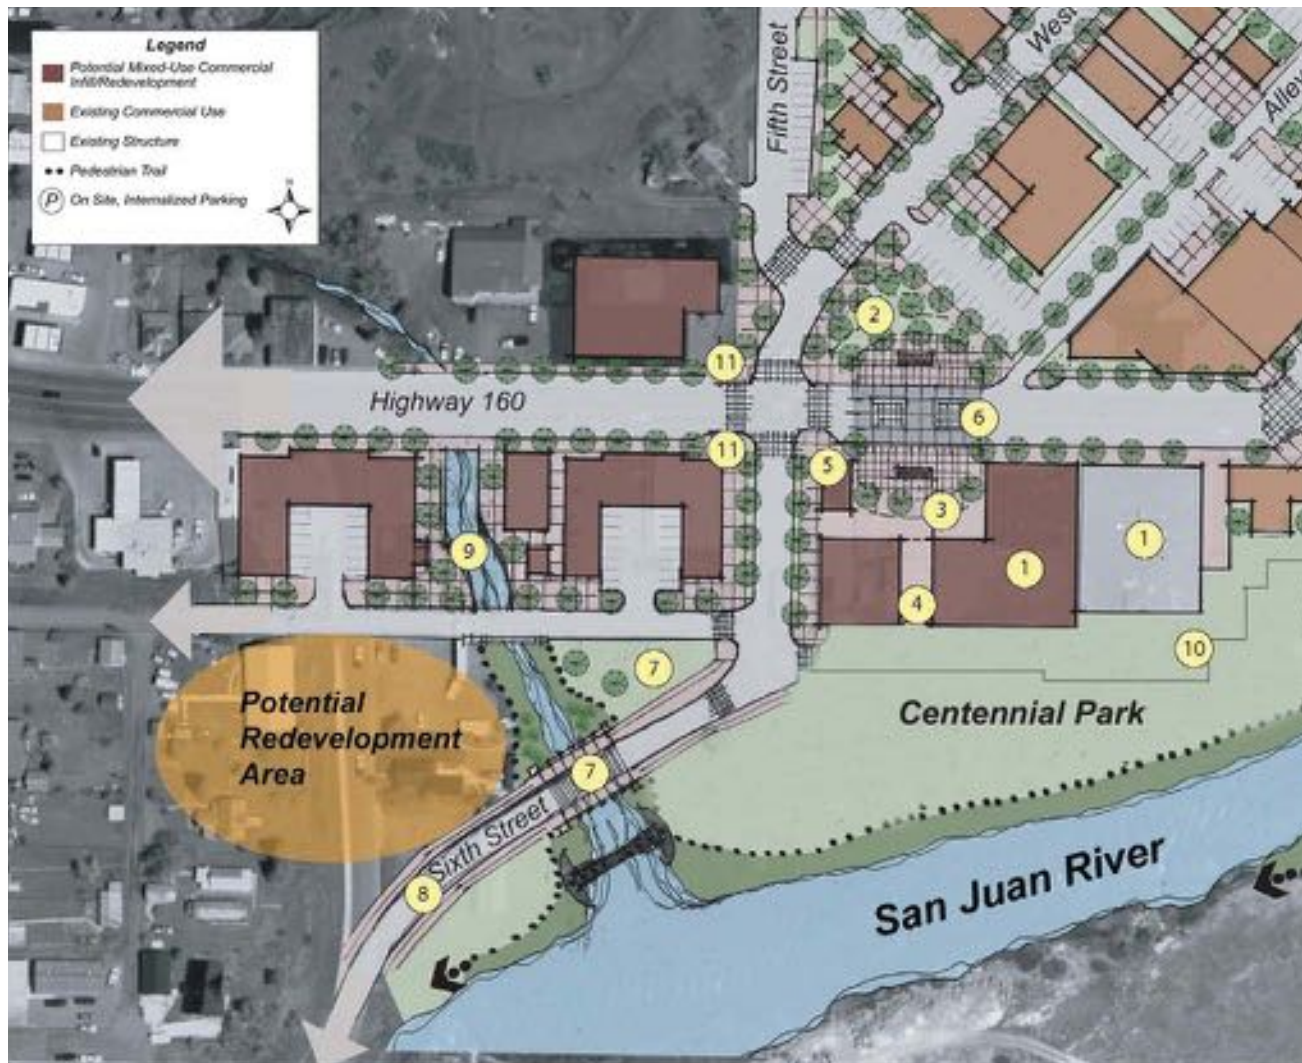 Legend
Potential Mixed-Use Commercial
Infill/Redevelopment
Existing Commercial Use
Existing Structure
Pedestrian Trail
P On Site, Internalized Parking
N
Fifth Street
West
Alley
2
11
Highway 160
6
11
5
3
9
1
1
4
7
10
Potential
Redevelopment
Area
Centennial Park
7
Sixth Street
8
San Juan River